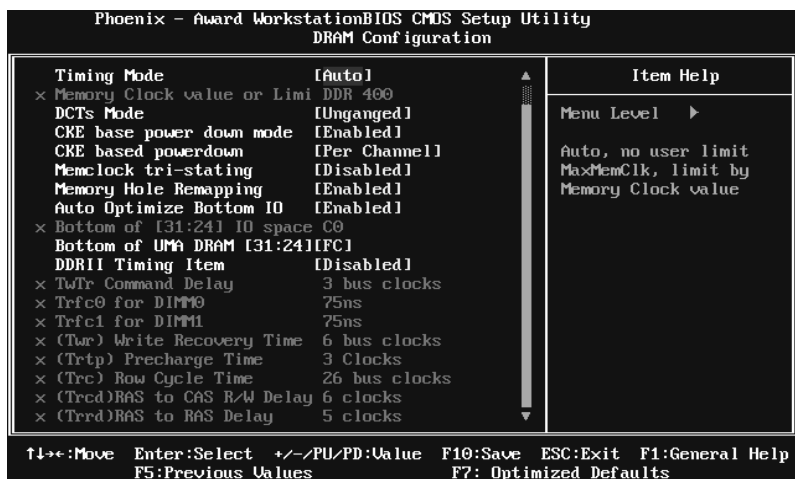 Phoenix - Award WorkstationBIOS CMOS Setup Utility
DRAM Configuration
Timing Mode [Auto]
x Memory Clock value or Limi DDR 400
DCTs Mode [Unganged]
CKE base power down mode [Enabled]
CKE based powerdown [Per Channel]
Memclock tri-stating [Disabled]
Memory Hole Remapping [Enabled]
Auto Optimize Bottom IO [Enabled]
x Bottom of [31:24] IO space C0
Bottom of UMA DRAM [31:24][FC]
DDRII Timing Item [Disabled]
x TwTr Command Delay 3 bus clocks
x Trfc0 for DIMM0 75ns
x Trfc1 for DIMM1 75ns
x (Twr) Write Recovery Time 6 bus clocks
x (Trtp) Precharge Time 3 Clocks
x (Trc) Row Cycle Time 26 bus clocks
x (Trcd)RAS to CAS R/W Delay 6 clocks
x (Trrd)RAS to RAS Delay 5 clocks
Item Help
Menu Level ▶
Auto, no user limit
MaxMemClk, limit by
Memory Clock value
↑↓→←:Move Enter:Select +/-/PU/PD:Value F10:Save ESC:Exit F1:General Help
F5:Previous Values F7: Optimized Defaults